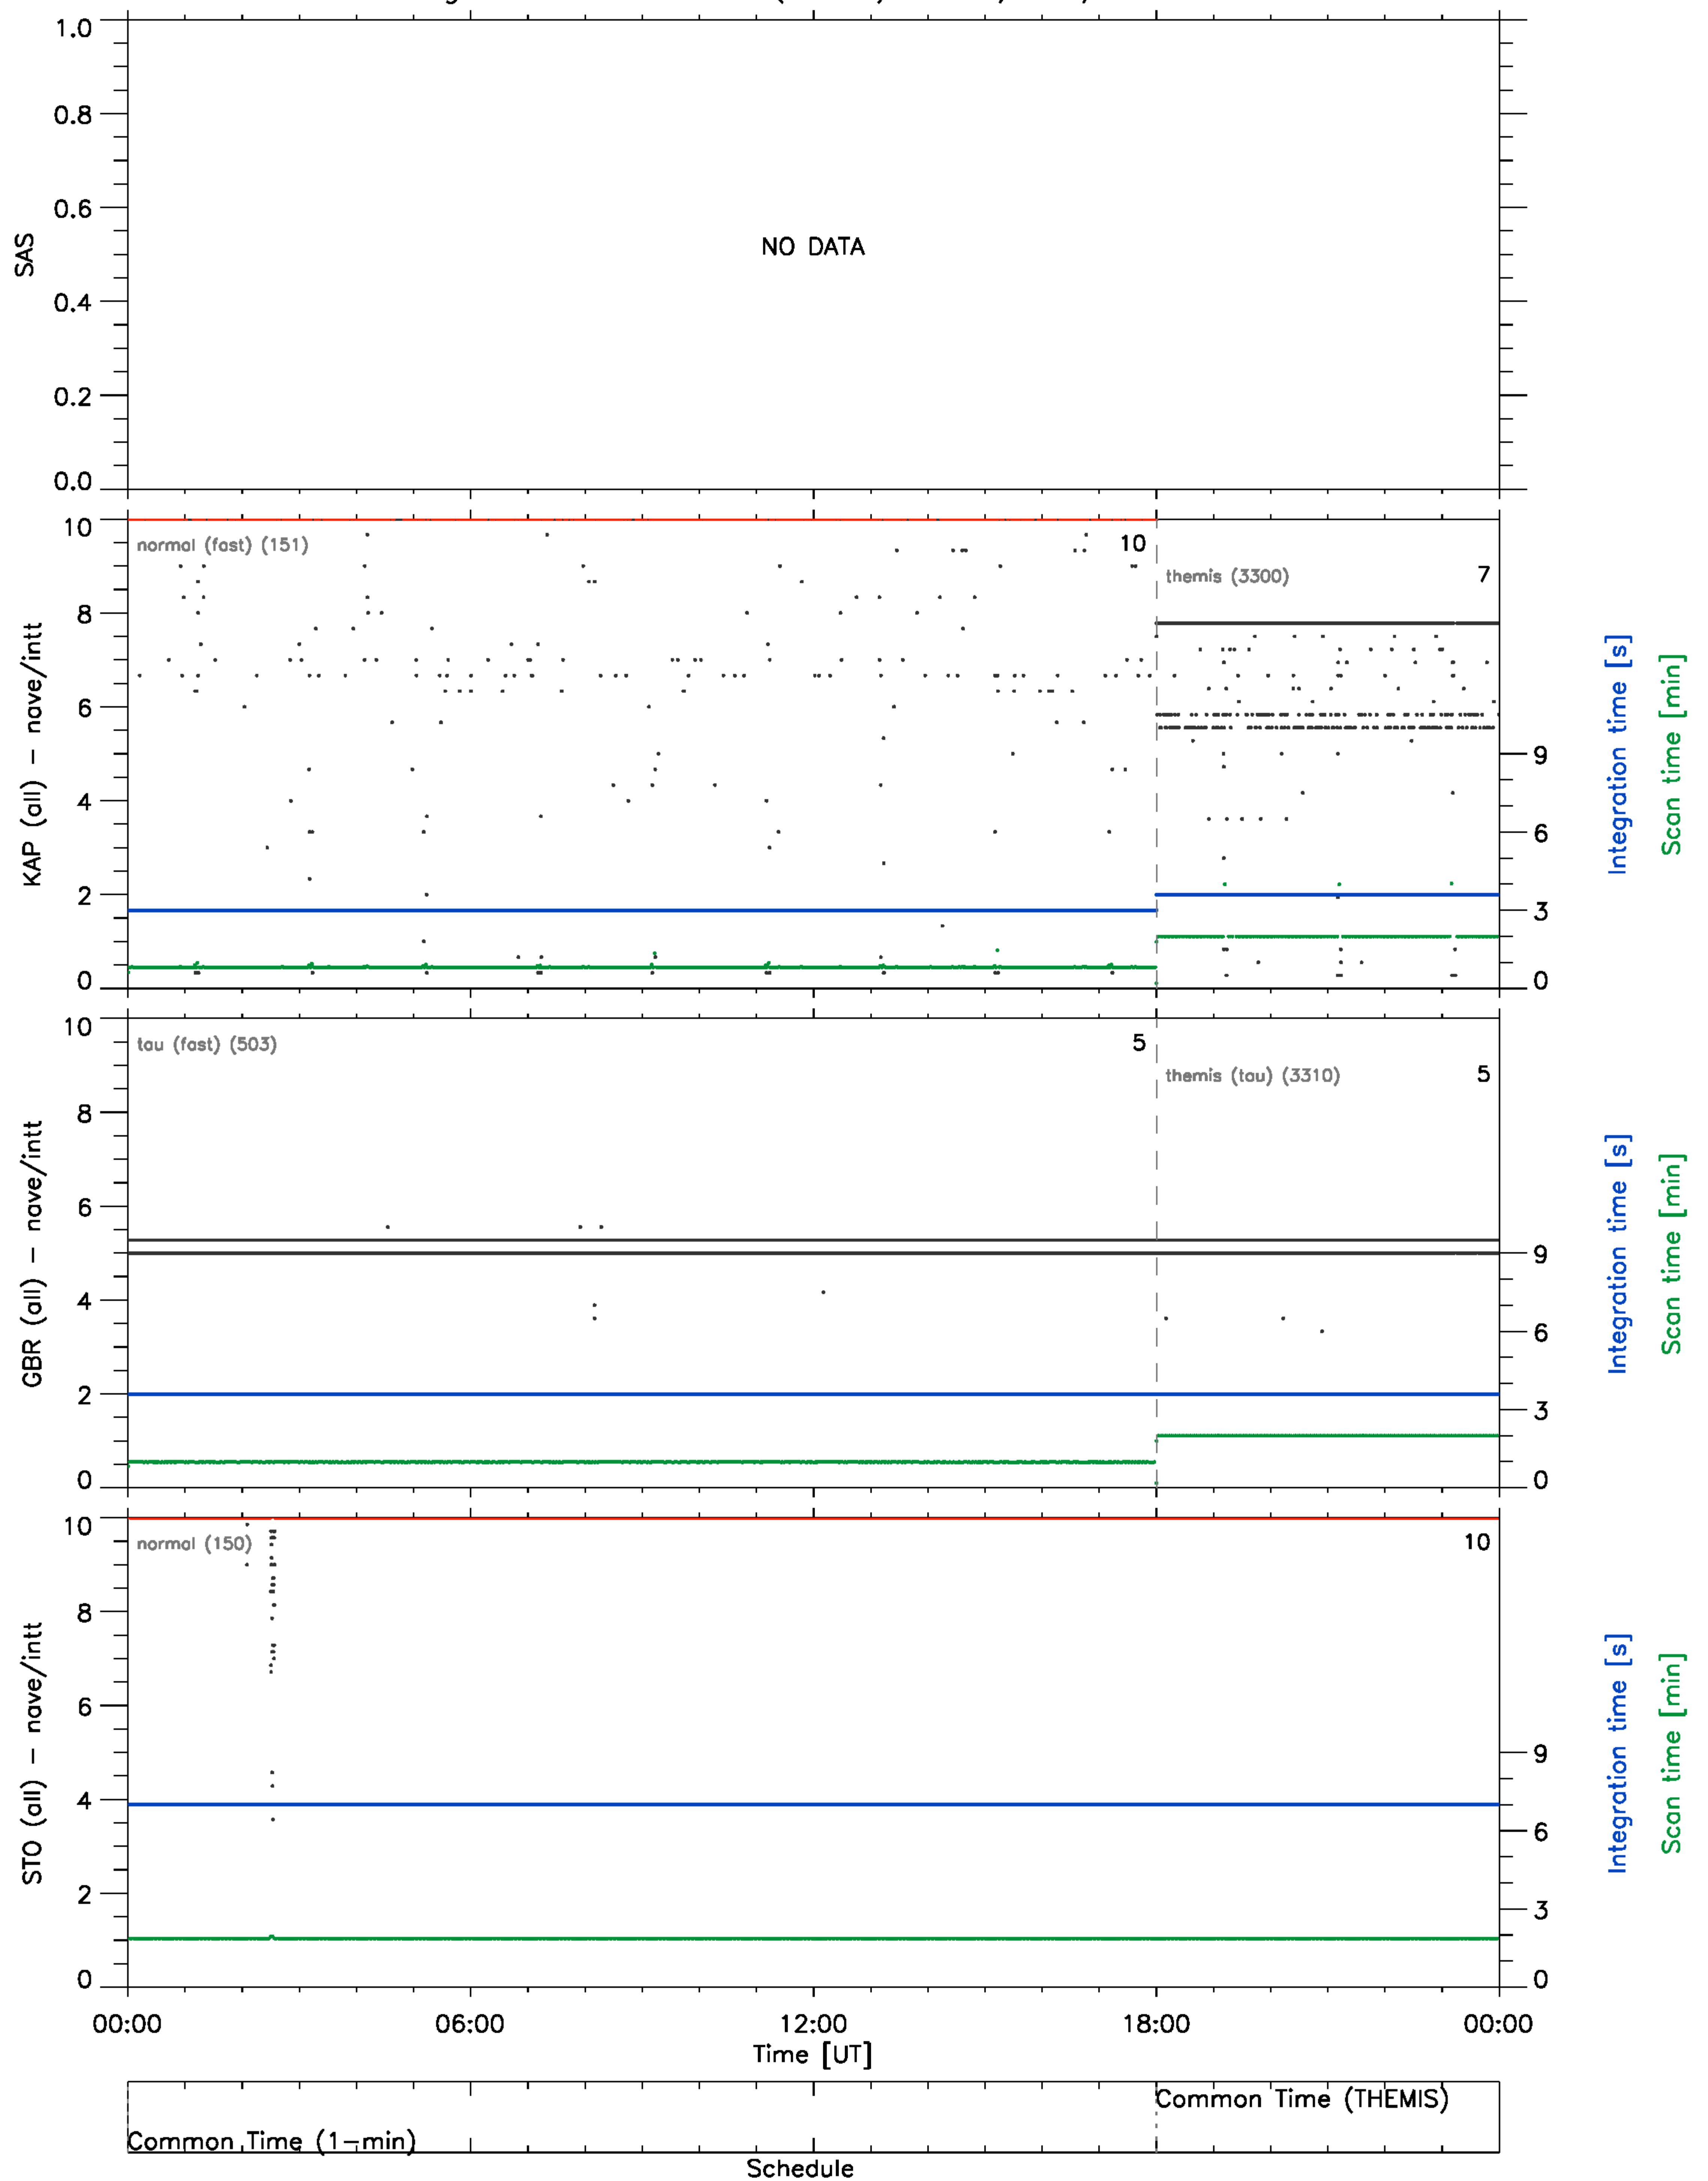 1.0
0.8
0.6
0.4
0.2
0.0
SAS
NO DATA
10
8
6
4
2
0
KAP (all) – nave/intt
normal (fast) (151)
10
themis (3300)
7
9
6
3
0
Integration time [s]
Scan time [min]
10
8
6
4
2
0
GBR (all) – nave/intt
tau (fast) (503)
5
themis (tau) (3310)
5
9
6
3
0
Integration time [s]
Scan time [min]
10
8
6
4
2
0
STO (all) – nave/intt
normal (150)
10
9
6
3
0
Integration time [s]
Scan time [min]
00:00
06:00
12:00
18:00
00:00
Time [UT]
Common Time (THEMIS)
Common Time (1–min)
Schedule